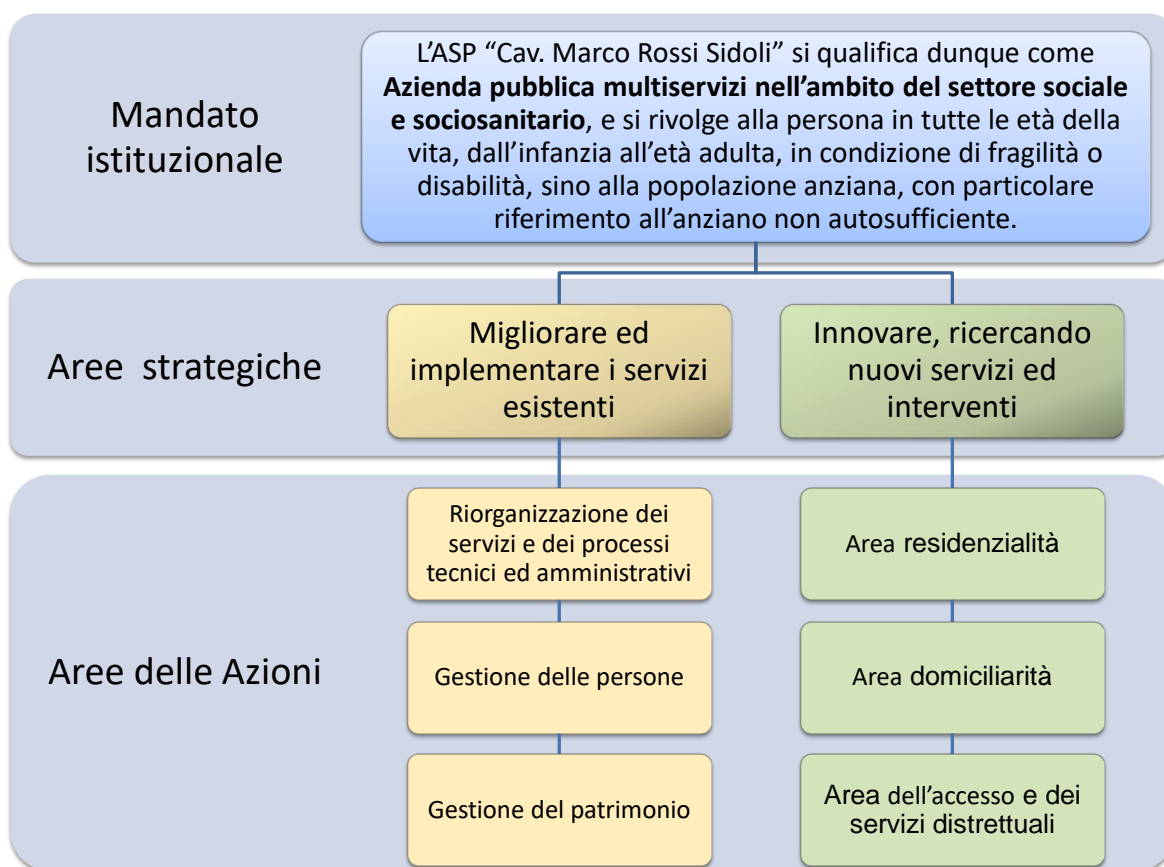 Mandato
istituzionale
L’ASP “Cav. Marco Rossi Sidoli” si qualifica dunque come
Azienda pubblica multiservizi nell’ambito del settore sociale
e sociosanitario, e si rivolge alla persona in tutte le età della
vita, dall’infanzia all’età adulta, in condizione di fragilità o
disabilità, sino alla popolazione anziana, con particolare
riferimento all’anziano non autosufficiente.
Aree strategiche
Migliorare ed
implementare i servizi
esistenti
Innovare, ricercando
nuovi servizi ed
interventi
Aree delle Azioni
Riorganizzazione dei
servizi e dei processi
tecnici ed amministrativi
Gestione delle persone
Gestione del patrimonio
Area residenzialità
Area domiciliarità
Area dell’accesso e dei
servizi distrettuali